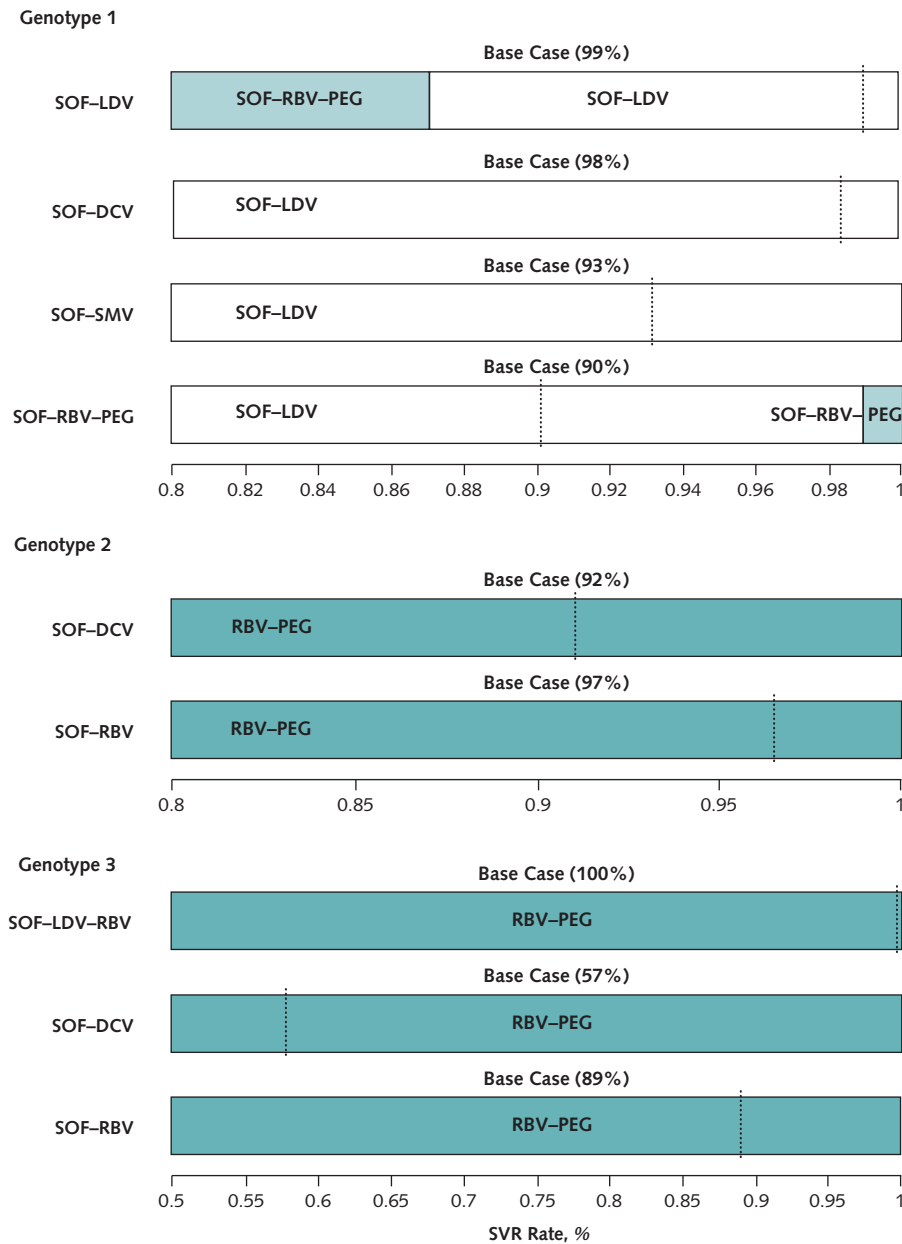 Genotype 1
Base Case (99%)
SOF–LDV
SOF–RBV–PEG
SOF–LDV
Base Case (98%)
SOF–DCV
SOF–LDV
Base Case (93%)
SOF–SMV
SOF–LDV
Base Case (90%)
SOF–RBV–PEG
SOF–LDV
SOF–RBV–PEG
0.8 0.82 0.84 0.86 0.88 0.9 0.92 0.94 0.96 0.98 1
Genotype 2
Base Case (92%)
SOF–DCV
RBV–PEG
Base Case (97%)
SOF–RBV
RBV–PEG
0.8 0.85 0.9 0.95 1
Genotype 3
Base Case (100%)
SOF–LDV–RBV
RBV–PEG
Base Case (57%)
SOF–DCV
RBV–PEG
Base Case (89%)
SOF–RBV
RBV–PEG
0.5 0.55 0.6 0.65 0.7 0.75 0.8 0.85 0.9 0.95 1
SVR Rate, %